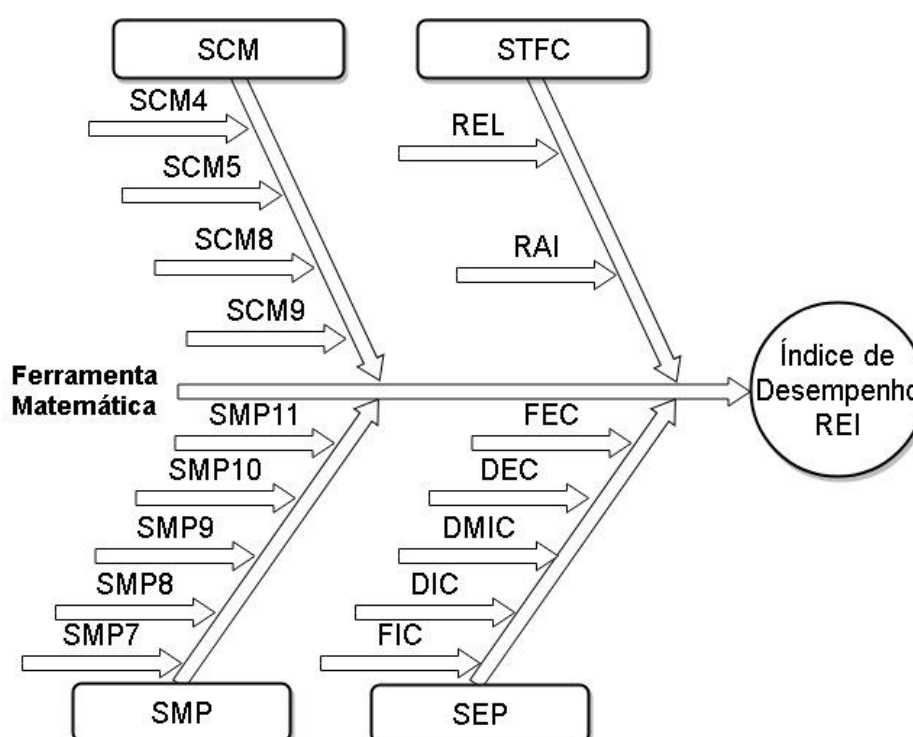 SCM
STFC
SCM4
REL
SCM5
SCM8
RAI
SCM9
Ferramenta
Matemática
Índice de
Desempenho
REI
SMP11
FEC
SMP10
DEC
SMP9
DMIC
SMP8
DIC
SMP7
FIC
SMP
SEP